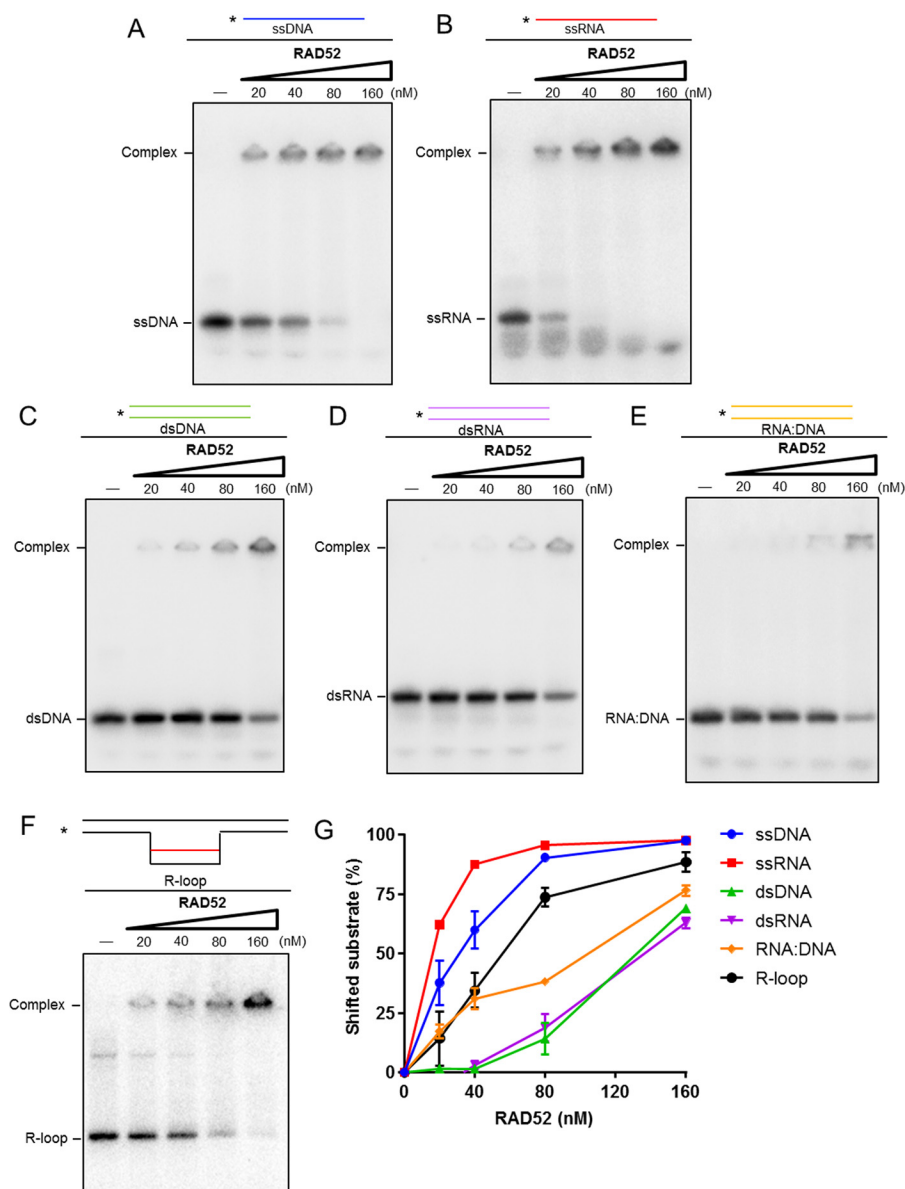 A
*
ssDNA
RAD52
— 20 40 80 160 (nM)
Complex
ssDNA
B
*
ssRNA
RAD52
— 20 40 80 160 (nM)
Complex
ssRNA
C
*
dsDNA
RAD52
— 20 40 80 160 (nM)
Complex
dsDNA
D
*
dsRNA
RAD52
— 20 40 80 160 (nM)
Complex
dsRNA
E
*
RNA:DNA
RAD52
— 20 40 80 160 (nM)
Complex
RNA:DNA
F
*
R-loop
RAD52
— 20 40 80 160 (nM)
Complex
R-loop
G
Shifted substrate (%)
100
75
50
25
0
0 40 80 120 160
RAD52 (nM)
ssDNA
ssRNA
dsDNA
dsRNA
RNA:DNA
R-loop